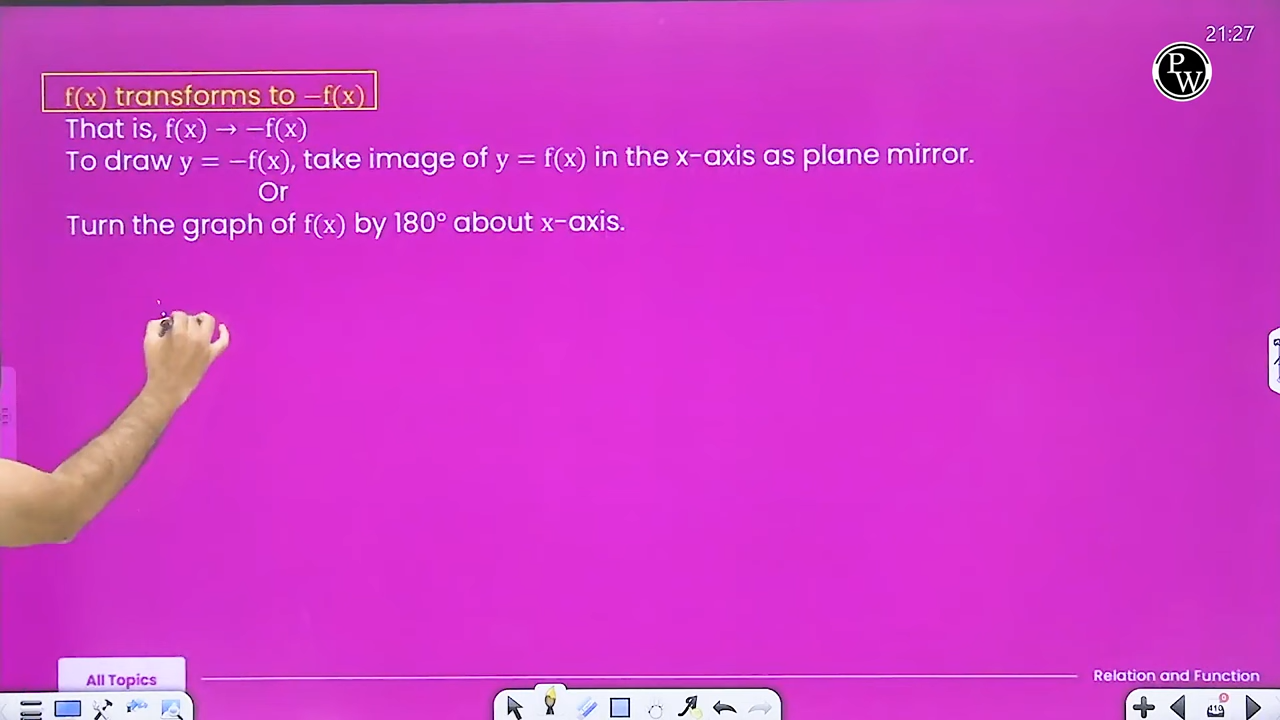 21:27
PW
f(x) transforms to −f(x)
That is, f(x) → −f(x)
To draw y = −f(x), take image of y = f(x) in the x-axis as plane mirror.
Or
Turn the graph of f(x) by 180° about x-axis.
All Topics
Relation and Function